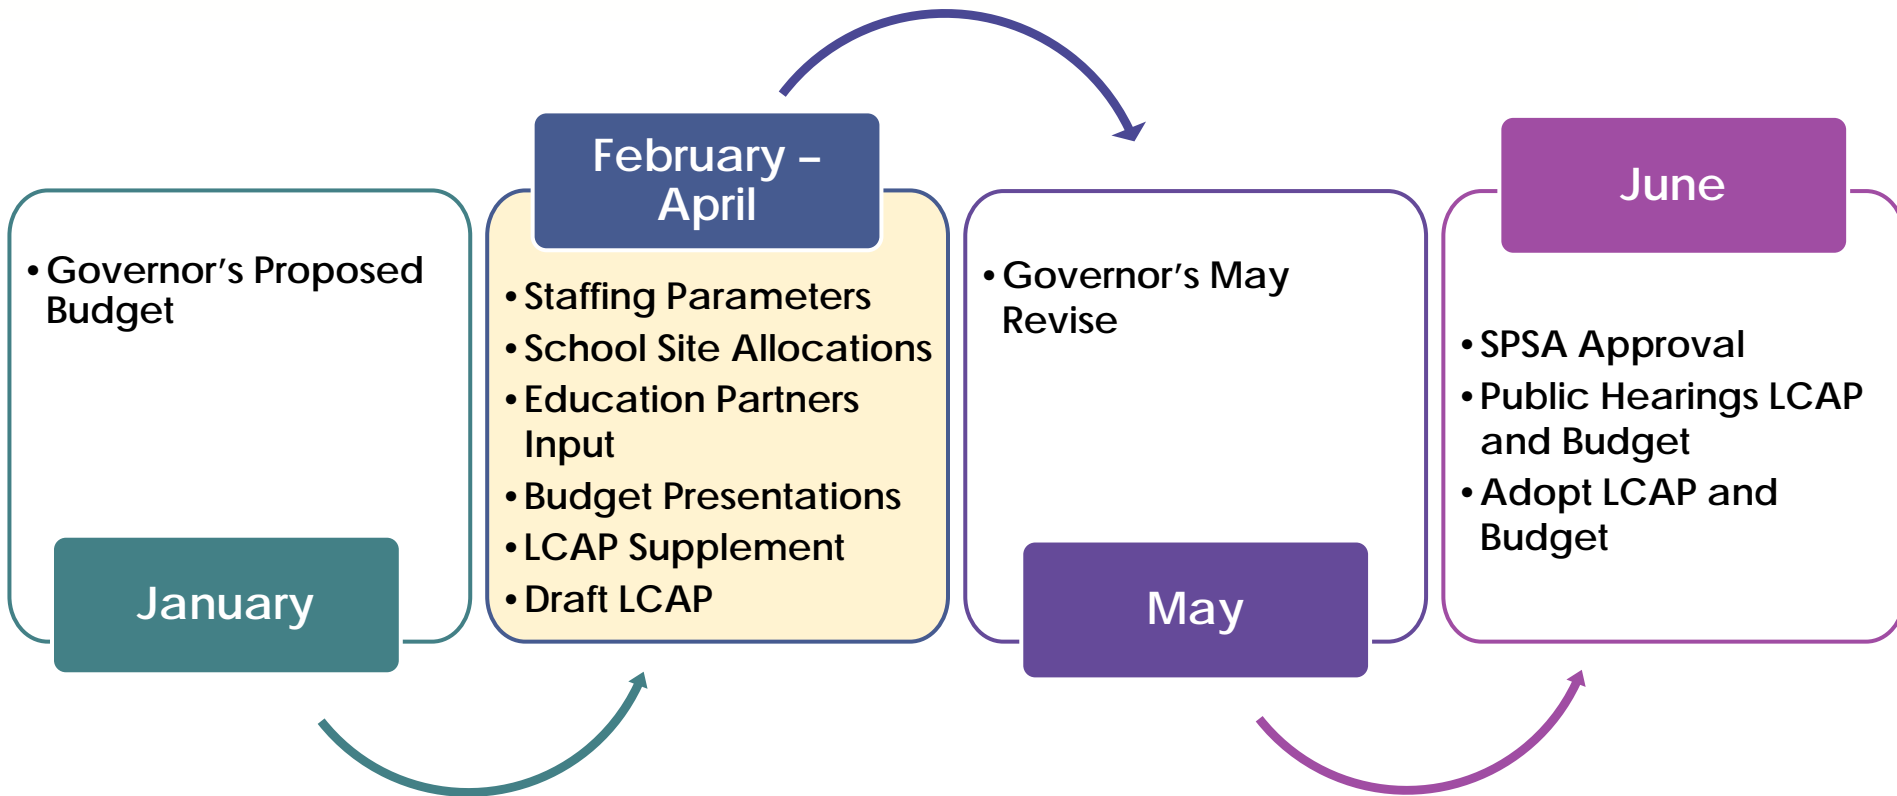 • Governor's Proposed
Budget
January
February –
April
• Staffing Parameters
• School Site Allocations
• Education Partners
Input
• Budget Presentations
• LCAP Supplement
• Draft LCAP
• Governor's May
Revise
May
June
• SPSA Approval
• Public Hearings LCAP
and Budget
• Adopt LCAP and
Budget